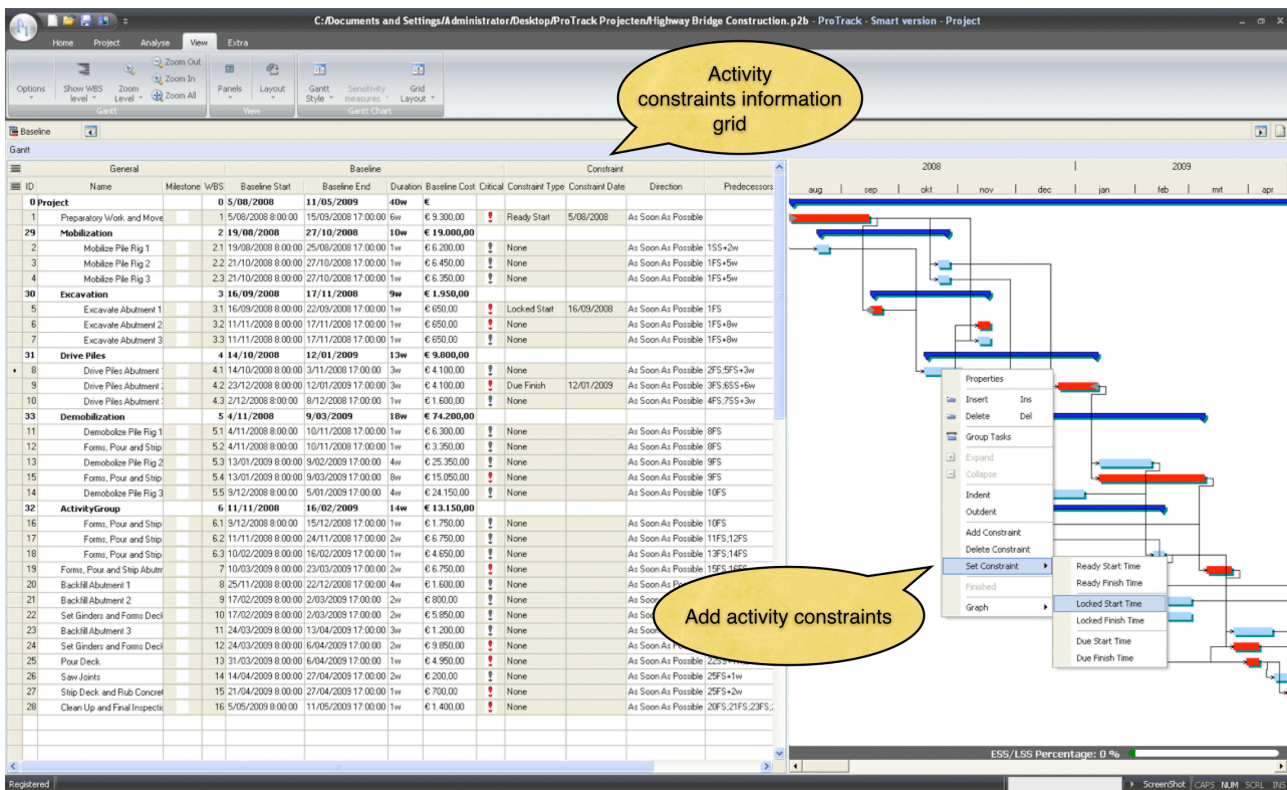 C:/Documents and Settings/Administrator/Desktop/ProTrack Projecten/Highway Bridge Construction.p2b - ProTrack - Smart version - Project
Home Project Analyse View Extra
Options Show WBS level Zoom Level Zoom Out Zoom In Zoom All Panels Layout Gantt Style Sensitivity measures Grid Layout
Gantt View Gantt Chart
Activity constraints information grid
Baseline
Gantt
General Baseline Constraint
ID Name Milestone WBS Baseline Start Baseline End Duration Baseline Cost Critical Constraint Type Constraint Date Direction Predecessors
0 Project 0 5/08/2008 11/05/2009 40w €
1 Preparatory Work and Move 1 5/08/2008 8:00:00 15/09/2008 17:00:00 6w € 9.300,00 Ready Start 5/08/2008 As Soon As Possible
29 Mobilization 2 19/08/2008 27/10/2008 10w € 19.000,00
2 Mobilize Pile Rig 1 2.1 19/08/2008 8:00:00 25/08/2008 17:00:00 1w € 6.200,00 None As Soon As Possible 1SS+2w
3 Mobilize Pile Rig 2 2.2 21/10/2008 8:00:00 27/10/2008 17:00:00 1w € 6.450,00 None As Soon As Possible 1FS+5w
4 Mobilize Pile Rig 3 2.3 21/10/2008 8:00:00 27/10/2008 17:00:00 1w € 6.350,00 None As Soon As Possible 1FS+5w
30 Excavation 3 16/09/2008 17/11/2008 9w € 1.950,00
5 Excavate Abutment 1 3.1 16/09/2008 8:00:00 22/09/2008 17:00:00 1w € 650,00 Locked Start 16/09/2008 As Soon As Possible 1FS
6 Excavate Abutment 2 3.2 11/11/2008 8:00:00 17/11/2008 17:00:00 1w € 650,00 None As Soon As Possible 1FS+8w
7 Excavate Abutment 3 3.3 11/11/2008 8:00:00 17/11/2008 17:00:00 1w € 650,00 None As Soon As Possible 1FS+8w
31 Drive Piles 4 14/10/2008 12/01/2009 13w € 9.800,00
8 Drive Piles Abutment 4.1 14/10/2008 8:00:00 3/11/2008 17:00:00 3w € 4.100,00 None As Soon As Possible 2FS;5FS+3w
9 Drive Piles Abutment 4.2 23/12/2008 8:00:00 12/01/2009 17:00:00 3w € 4.100,00 Due Finish 12/01/2009 As Soon As Possible 3FS;6SS+6w
10 Drive Piles Abutment 4.3 2/12/2008 8:00:00 8/12/2008 17:00:00 1w € 1.600,00 None As Soon As Possible 4FS;7SS+3w
33 Demobilization 5 4/11/2008 9/03/2009 18w € 74.200,00
11 Demobolize Pile Rig 1 5.1 4/11/2008 8:00:00 10/11/2008 17:00:00 1w € 6.300,00 None As Soon As Possible 8FS
12 Forms, Pour and Strip 5.2 4/11/2008 8:00:00 10/11/2008 17:00:00 1w € 3.350,00 None As Soon As Possible 8FS
13 Demobolize Pile Rig 2 5.3 13/01/2009 8:00:00 9/02/2009 17:00:00 4w € 25.350,00 None As Soon As Possible 9FS
15 Forms, Pour and Strip 5.4 13/01/2009 8:00:00 9/03/2009 17:00:00 8w € 15.050,00 None As Soon As Possible 9FS
14 Demobolize Pile Rig 3 5.5 9/12/2008 8:00:00 5/01/2009 17:00:00 4w € 24.150,00 None As Soon As Possible 10FS
32 ActivityGroup 6 11/11/2008 16/02/2009 14w € 13.150,00
16 Forms, Pour and Strip 6.1 9/12/2008 8:00:00 15/12/2008 17:00:00 1w € 1.750,00 None As Soon As Possible 10FS
17 Forms, Pour and Strip 6.2 11/11/2008 8:00:00 24/11/2008 17:00:00 2w € 6.750,00 None As Soon As Possible 11FS;12FS
18 Forms, Pour and Strip 6.3 10/02/2009 8:00:00 16/02/2009 17:00:00 1w € 4.650,00 None As Soon As Possible 13FS;14FS
19 Forms, Pour and Strip Abutm 7 10/03/2009 8:00:00 23/03/2009 17:00:00 2w € 6.750,00 None As Soon As Possible 15FS;16FS
20 Backfill Abutment 1 8 25/11/2008 8:00:00 22/12/2008 17:00:00 4w € 1.600,00 None
21 Backfill Abutment 2 9 17/02/2009 8:00:00 2/03/2009 17:00:00 2w € 800,00 None
22 Set Ginders and Forms Deck 10 17/02/2009 8:00:00 2/03/2009 17:00:00 2w € 5.850,00 None
23 Backfill Abutment 3 11 24/03/2009 8:00:00 13/04/2009 17:00:00 3w € 1.200,00 None
24 Set Ginders and Forms Deck 12 24/03/2009 8:00:00 6/04/2009 17:00:00 2w € 9.850,00 None
25 Pour Deck 13 31/03/2009 8:00:00 6/04/2009 17:00:00 1w € 4.950,00 None As Soon As Possible
26 Saw Joints 14 14/04/2009 8:00:00 27/04/2009 17:00:00 2w € 200,00 None As Soon As Possible 25FS+1w
27 Strip Deck and Rub Concret 15 21/04/2009 8:00:00 27/04/2009 17:00:00 1w € 700,00 None As Soon As Possible 25FS+2w
28 Clean Up and Final Inspectic 16 5/05/2009 8:00:00 11/05/2009 17:00:00 1w € 1.400,00 None As Soon As Possible 20FS;21FS;23FS;
2008 2009
aug sep okt nov dec jan feb mrt apr
Properties
Insert Ins
Delete Del
Group Tasks
Expand
Collapse
Indent
Outdent
Add Constraint
Delete Constraint
Set Constraint
Finished
Graph
Ready Start Time
Ready Finish Time
Locked Start Time
Locked Finish Time
Due Start Time
Due Finish Time
Add activity constraints
ESS/LSS Percentage: 0 %
Registered ScreenShot CAPS NUM SCRL INS